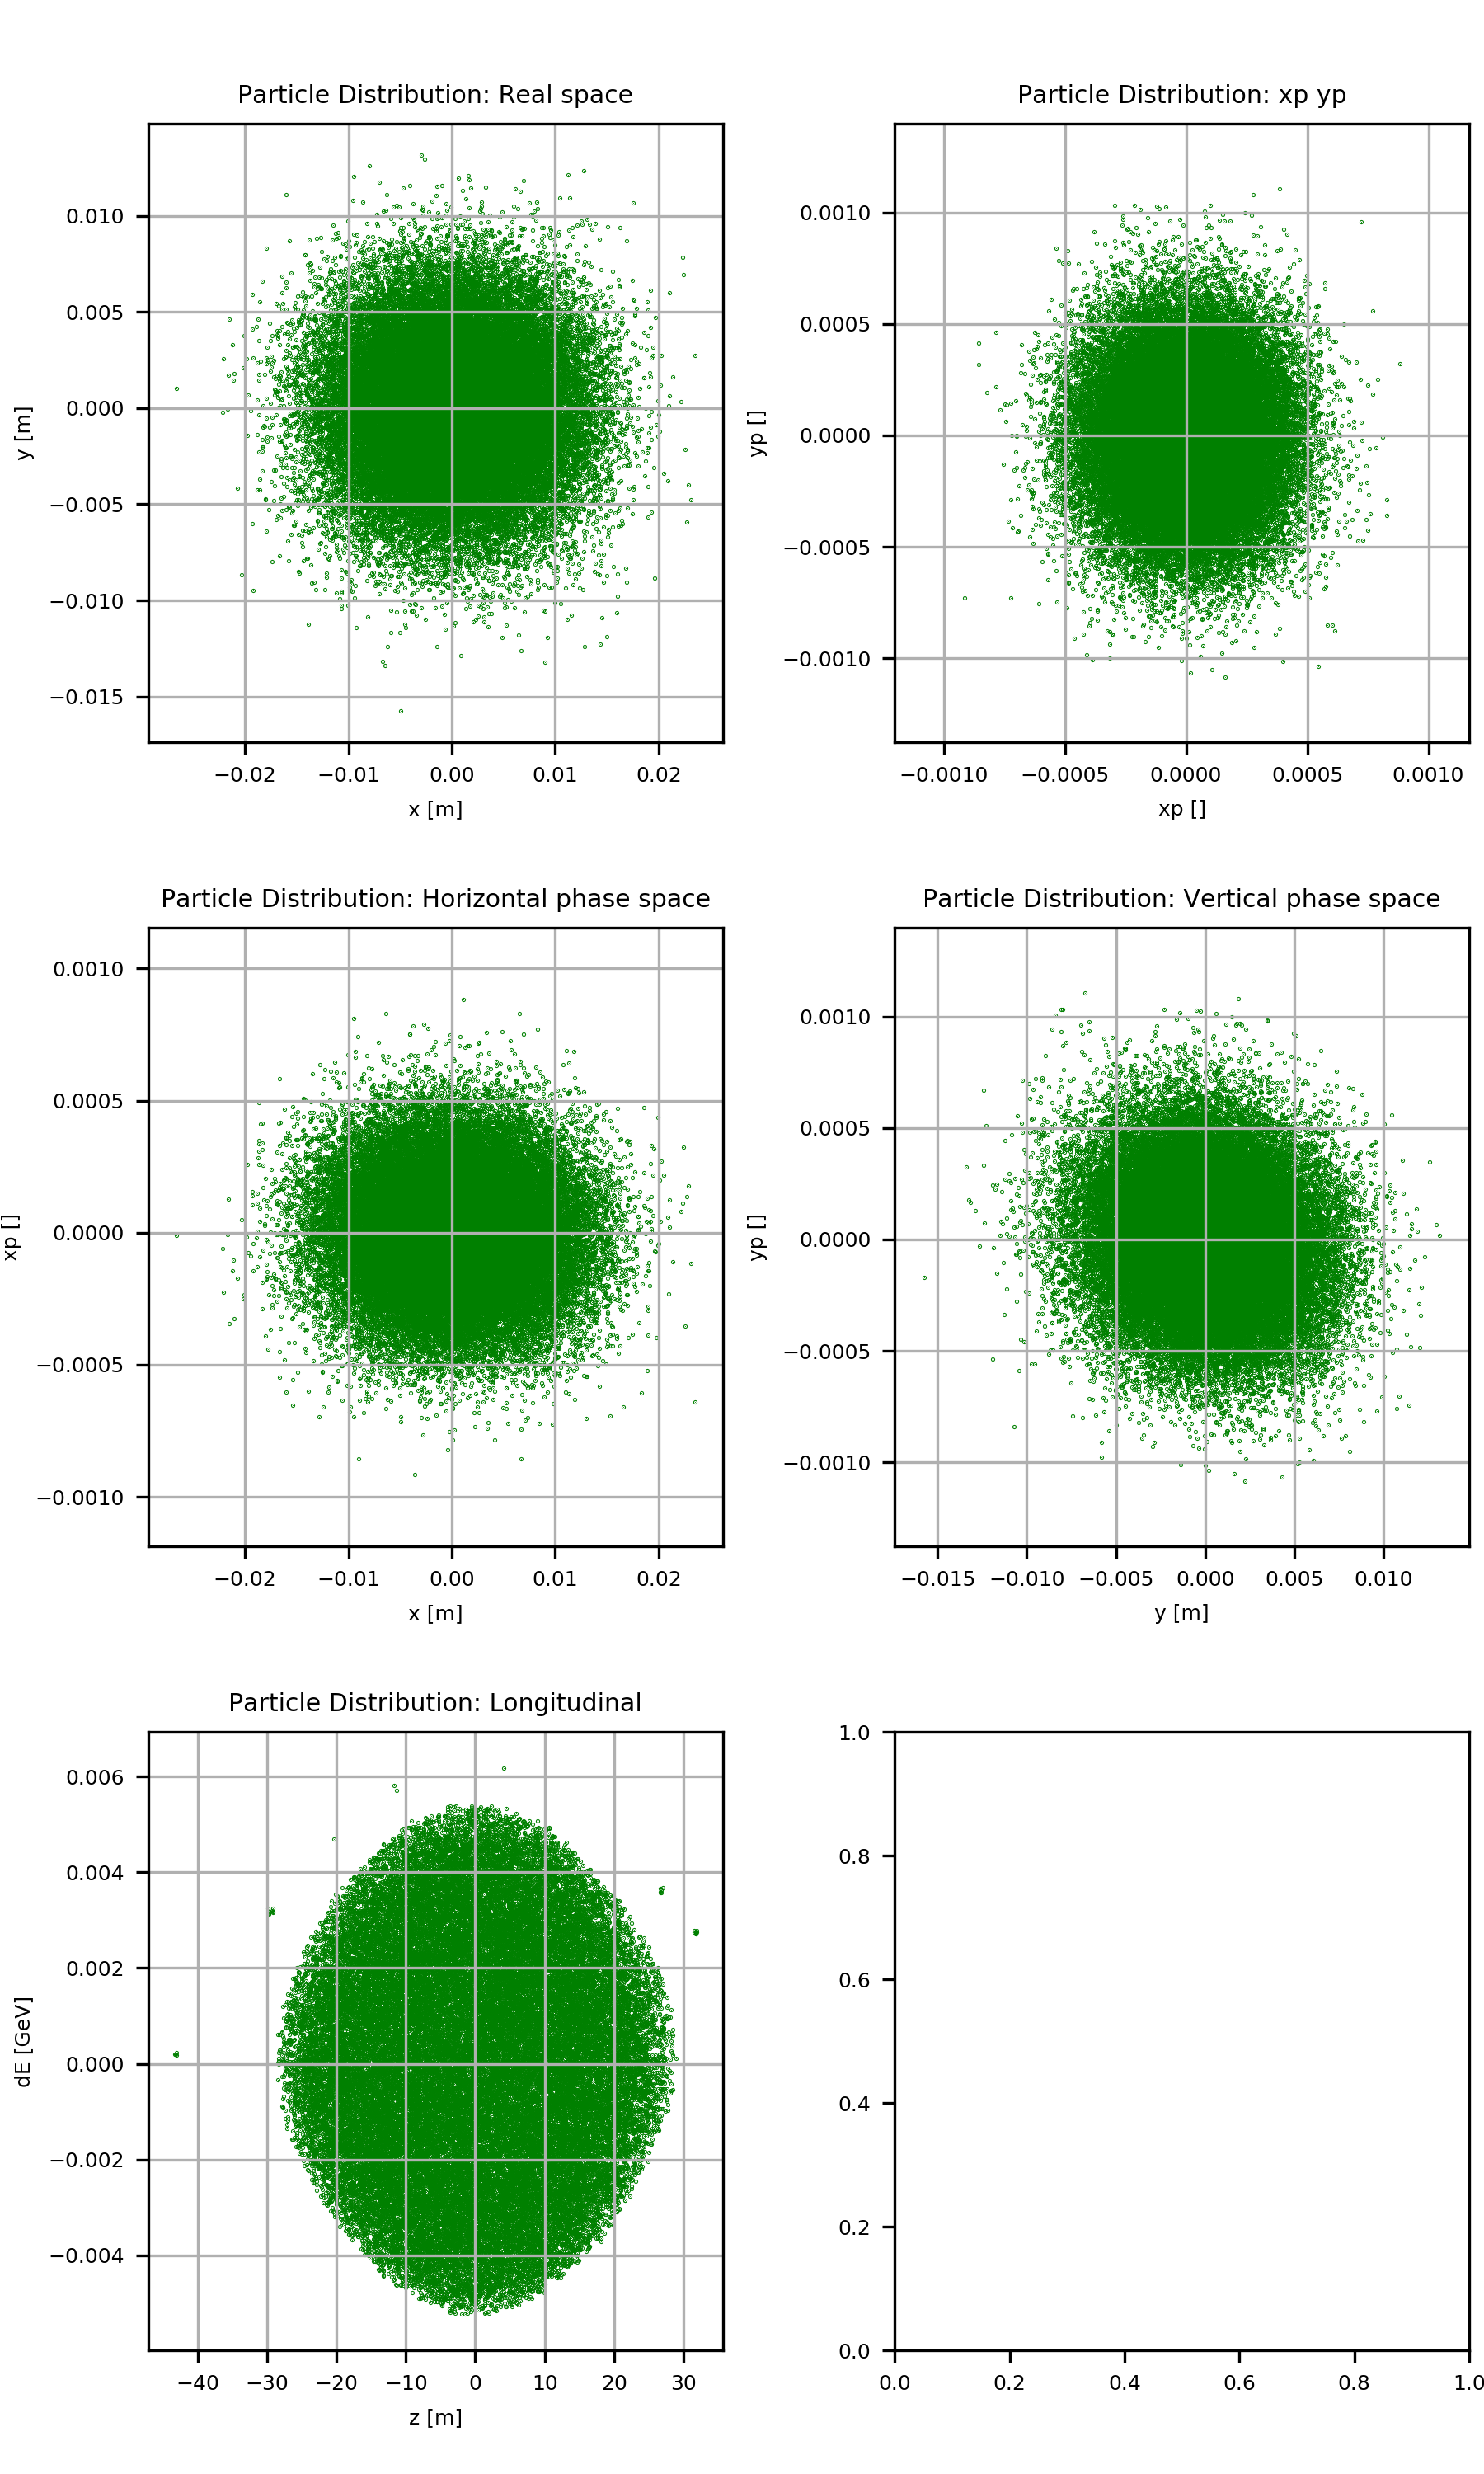 Particle Distribution: Real space
0.010
0.005
0.000
−0.005
−0.010
−0.015
y [m]
−0.02 −0.01 0.00 0.01 0.02
x [m]
Particle Distribution: xp yp
0.0010
0.0005
0.0000
−0.0005
−0.0010
yp []
−0.0010 −0.0005 0.0000 0.0005 0.0010
xp []
Particle Distribution: Horizontal phase space
0.0010
0.0005
0.0000
−0.0005
−0.0010
xp []
−0.02 −0.01 0.00 0.01 0.02
x [m]
Particle Distribution: Vertical phase space
0.0010
0.0005
0.0000
−0.0005
−0.0010
yp []
−0.015 −0.010 −0.005 0.000 0.005 0.010
y [m]
Particle Distribution: Longitudinal
0.006
0.004
0.002
0.000
−0.002
−0.004
dE [GeV]
−40 −30 −20 −10 0 10 20 30
z [m]
1.0
0.8
0.6
0.4
0.2
0.0
0.0 0.2 0.4 0.6 0.8 1.0